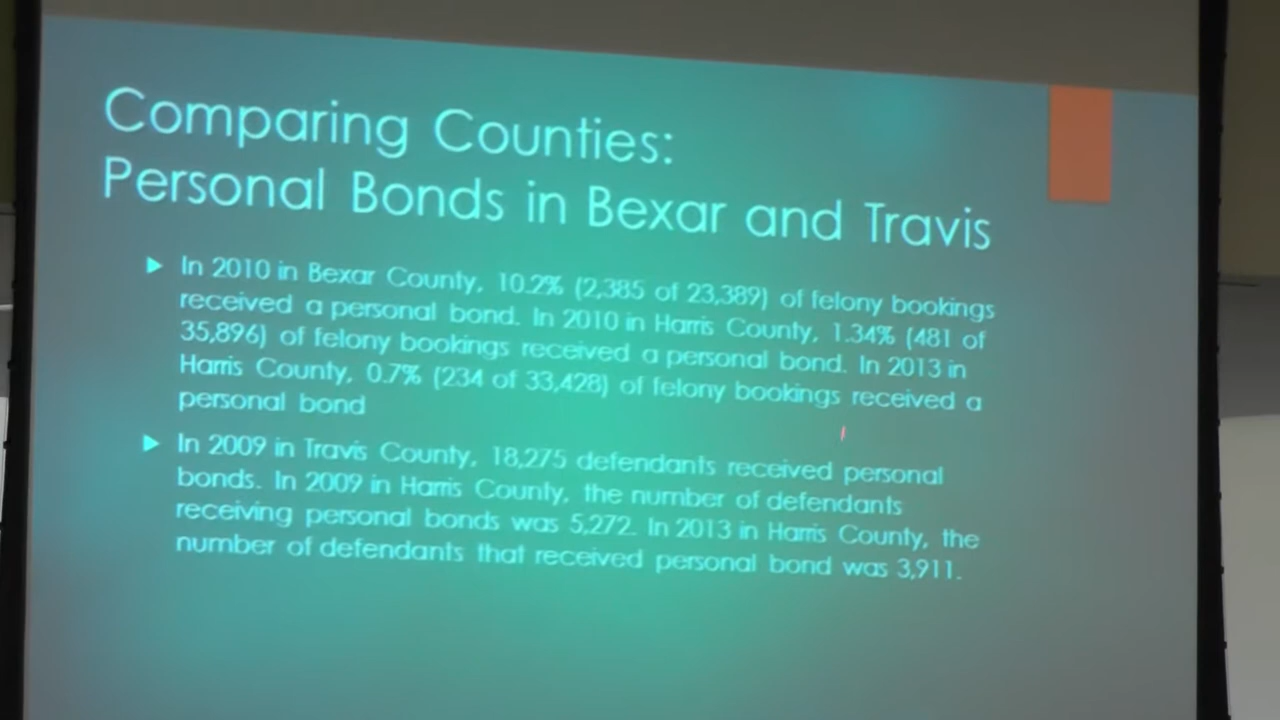 Comparing Counties:
Personal Bonds in Bexar and Travis
In 2010 in Bexar County, 10.2% (2,385 of 23,389) of felony bookings
received a personal bond. In 2010 in Harris County, 1.34% (481 of
35,896) of felony bookings received a personal bond. In 2013 in
Harris County, 0.7% (234 of 33,428) of felony bookings received a
personal bond
In 2009 in Travis County, 18,275 defendants received personal
bonds. In 2009 in Harris County, the number of defendants
receiving personal bonds was 5,272. In 2013 in Harris County, the
number of defendants that received personal bond was 3,911.